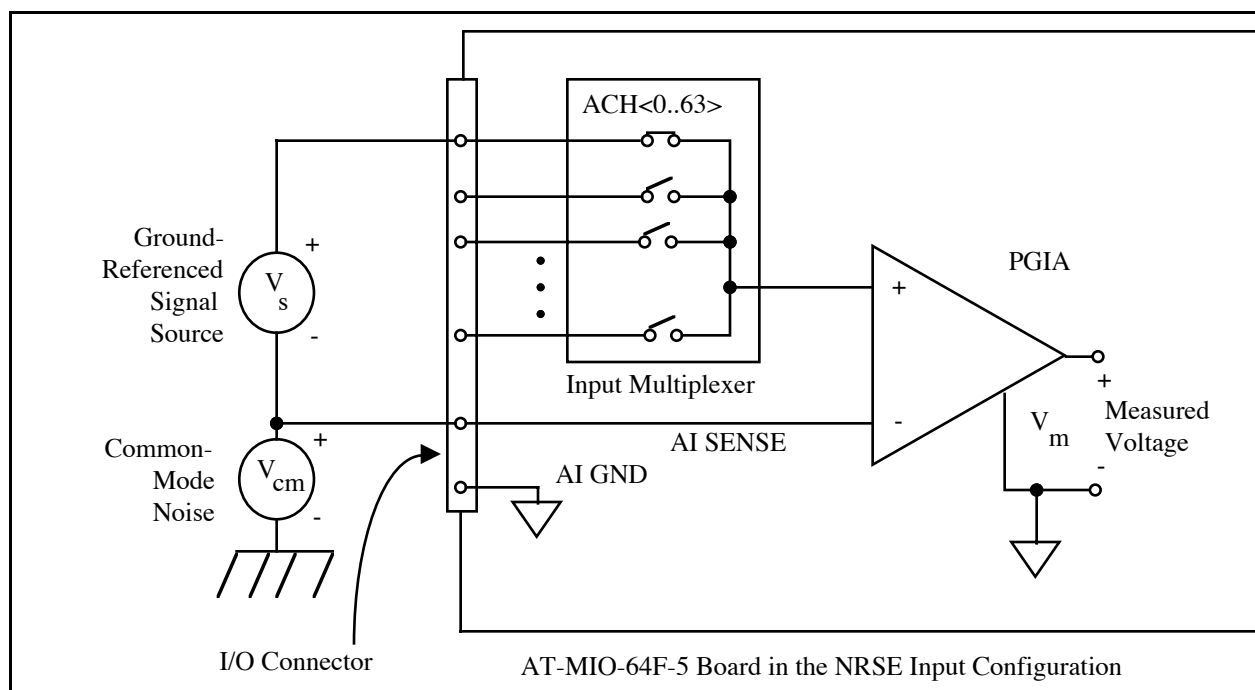 ACH<0..63>
Ground-
Referenced
Signal
Source
+
V
s
-
PGIA
+
-
Input Multiplexer
AI SENSE
+
Measured
Voltage
-
V
m
Common-
Mode
Noise
+
V
cm
-
AI GND
I/O Connector
AT-MIO-64F-5 Board in the NRSE Input Configuration